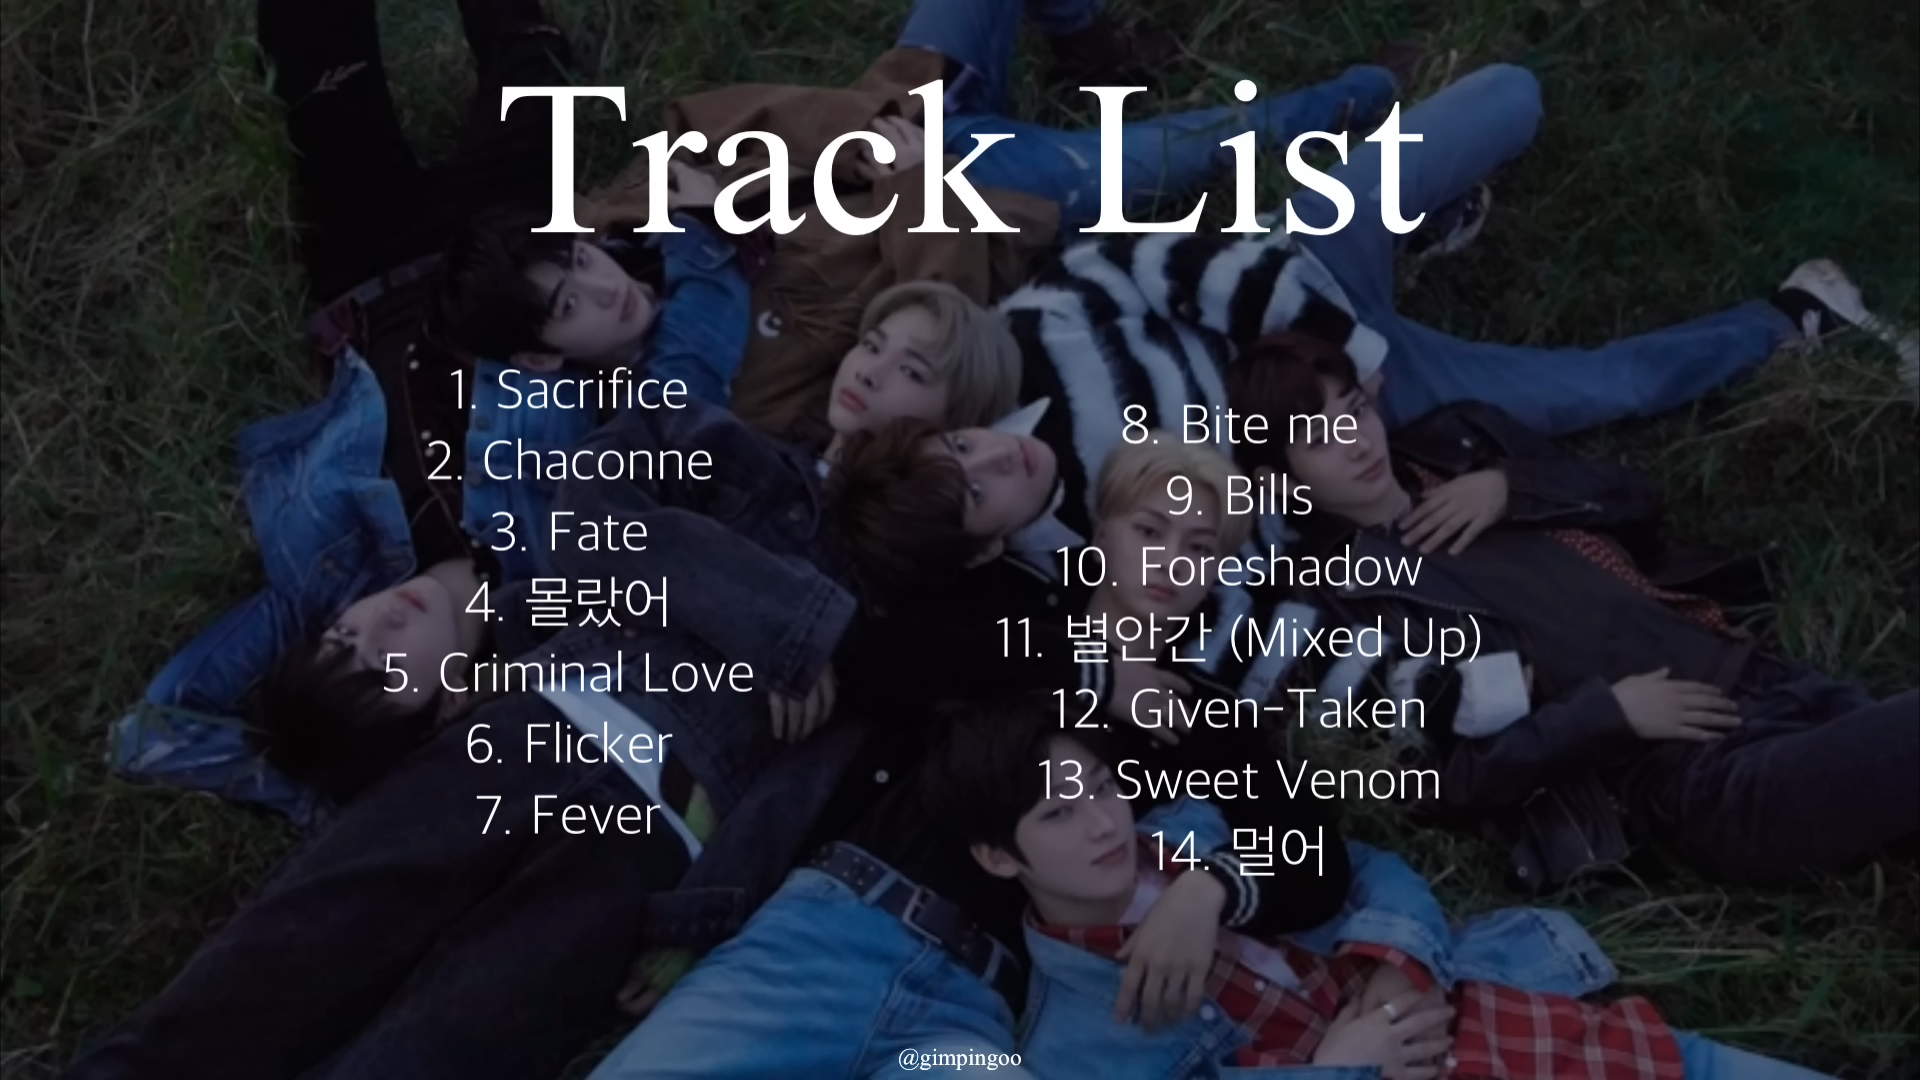 Track List
1. Sacrifice
2. Chaconne
3. Fate
4. 몰랐어
5. Criminal Love
6. Flicker
7. Fever
8. Bite me
9. Bills
10. Foreshadow
11. 별안간 (Mixed Up)
12. Given-Taken
13. Sweet Venom
14. 멀어
@gimpingoo